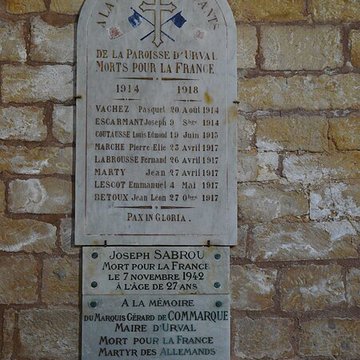 A LA
ANTS
DE LA PAROISSE D'URVAL
MORTS POUR LA FRANCE
1914 1918
VACHEZ Pasquet 20 Août 1914
ESCARMANT Joseph 9 Sbre 1914
COUTAUSSE Louis Edmond 19 Juin 1915
MARCHE Pierre Elie 23 Avril 1917
LABROUSSE Fernand 26 Avril 1917
MARTY Jean 27 Avril 1917
LESCOT Emmanuel 4 Mai 1917
BETOUX Jean Léon 27 Obre 1917
PAX IN GLORIA.
JOSEPH SABROU
MORT POUR LA FRANCE
LE 7 NOVEMBRE 1942
À L'ÂGE DE 27 ANS
A LA MÉMOIRE
DU MARQUIS GÉRARD DE COMMARQUE
MAIRE D'URVAL
MORT POUR LA FRANCE
MARTYR DES ALLEMANDS